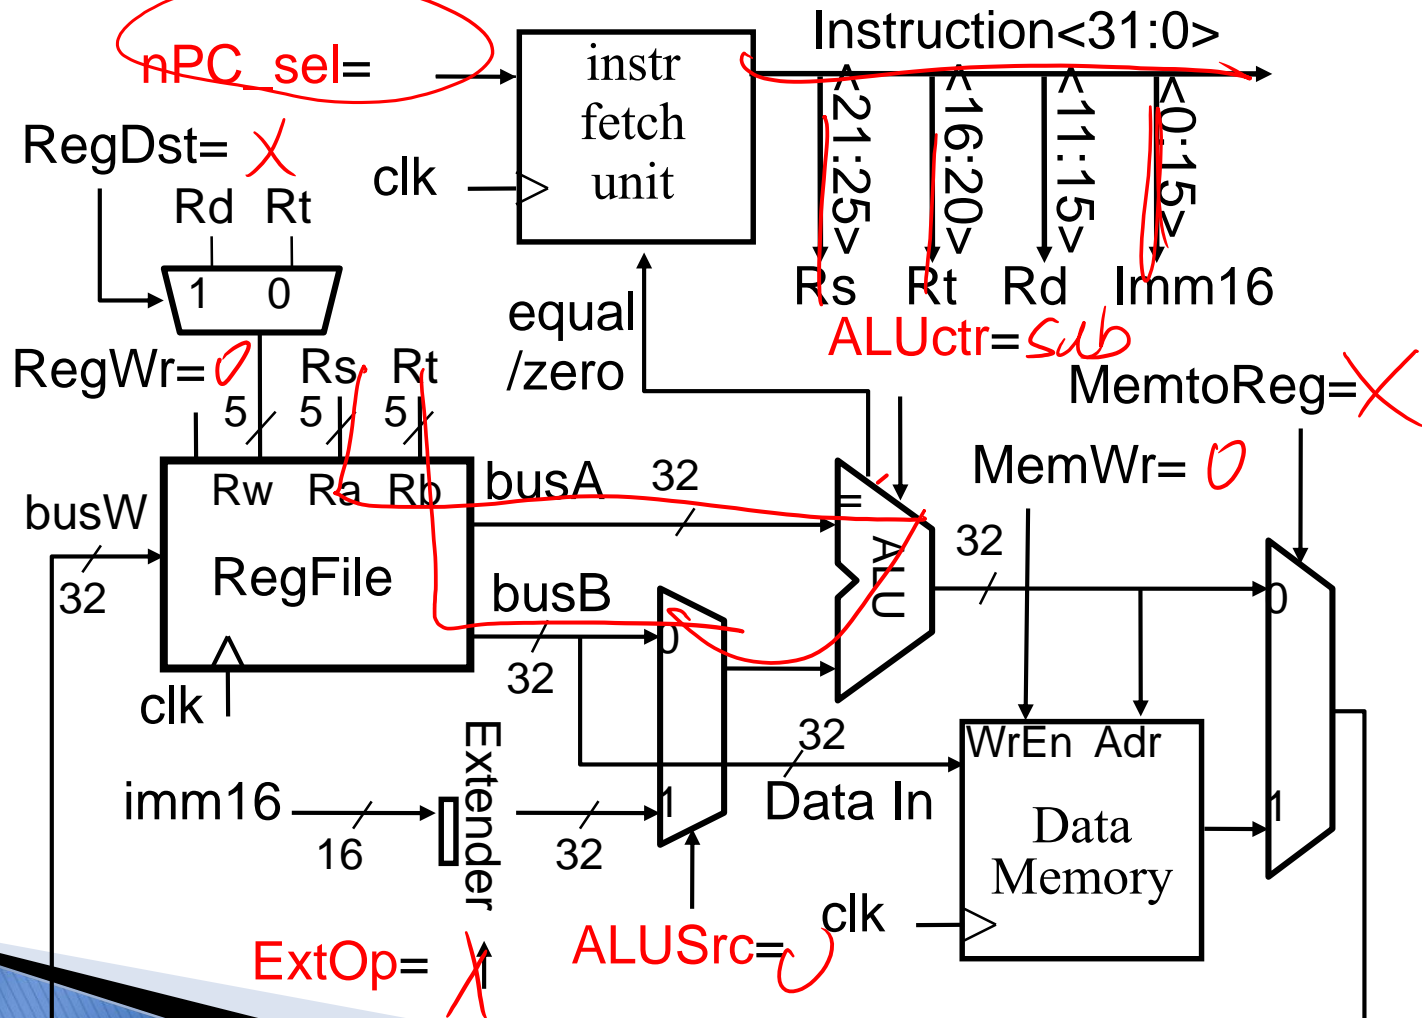 Instruction<31:0>
nPC_sel=
instr
fetch
unit
clk
<21:25>
<16:20>
<11:15>
<0:15>
Rs Rt Rd Imm16
RegDst= X
Rd Rt
1 0
equal
/zero
ALUctr=sub
MemtoReg=X
RegWr=0
Rs Rt
5 5 5
MemWr= 0
Rw Ra Rb
busA 32
=
ALU
32
busW
32
RegFile
busB
32
0
0
clk
WrEn Adr
32
Data In
Extender
imm16
16
32
1
1
Data
Memory
clk
ExtOp= X
ALUSrc=0